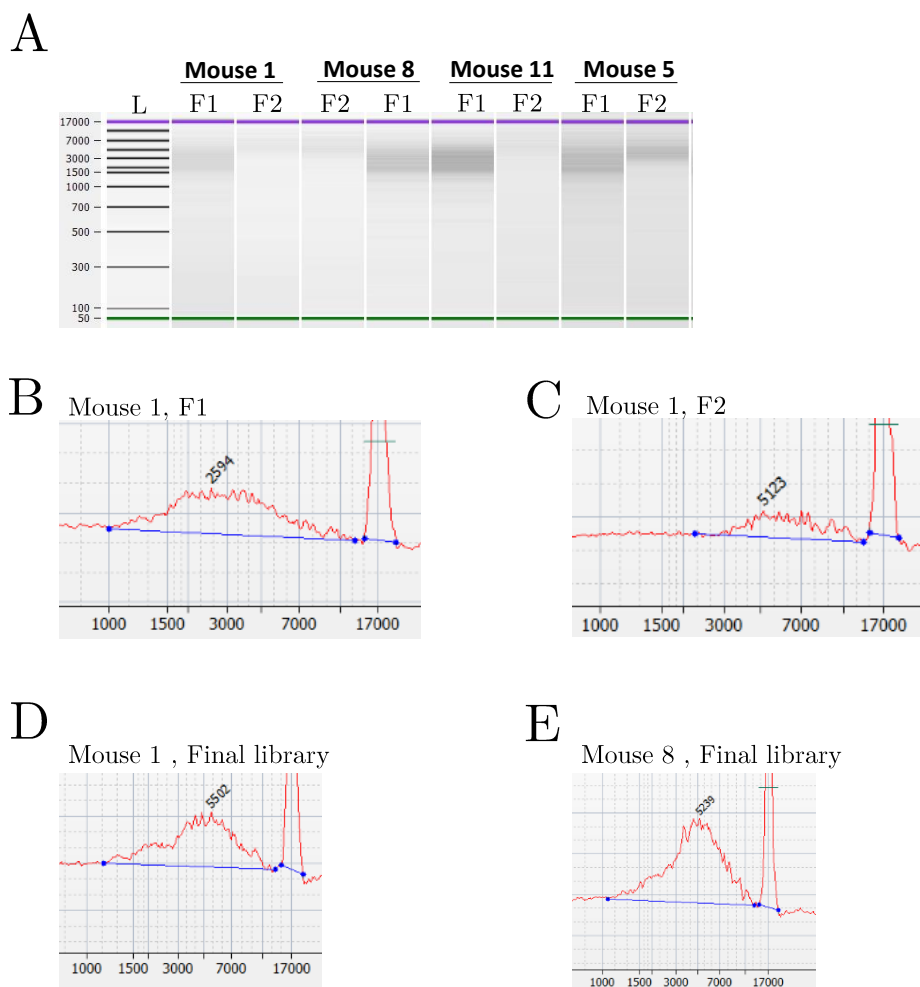 A
Mouse 1 Mouse 8 Mouse 11 Mouse 5
L F1 F2 F2 F1 F1 F2 F1 F2
17000
7000
3000
1500
1000
700
500
300
100
50
B
Mouse 1, F1
2594
1000 1500 3000 7000 17000
C
Mouse 1, F2
5123
1000 1500 3000 7000 17000
D
Mouse 1 , Final library
5502
1000 1500 3000 7000 17000
E
Mouse 8 , Final library
5239
1000 1500 3000 7000 17000